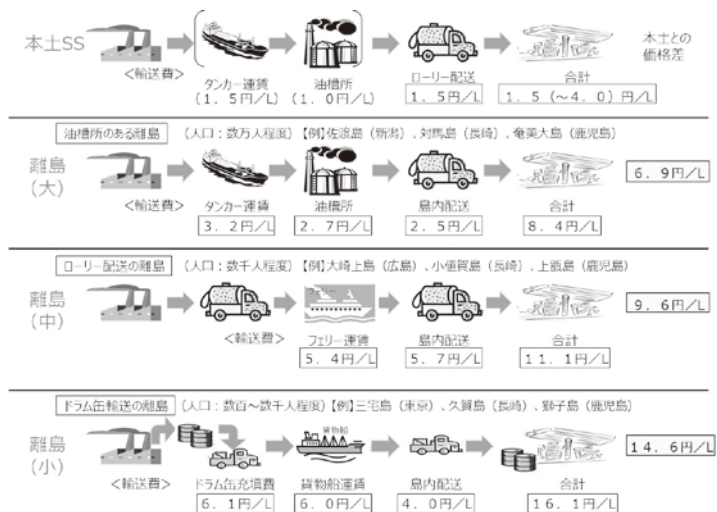 本土SS
<輸送費>
タンカー運賃
(1.5円/L)
油槽所
(1.0円/L)
ローリー配送
1.5円/L
合計
1.5(~4.0)円/L
本土との
価格差
油槽所のある離島 (人口:数万人程度)【例】佐渡島(新潟)、対馬島(長崎)、奄美大島(鹿児島)
離島
(大)
<輸送費>
タンカー運賃
3.2円/L
油槽所
2.7円/L
島内配送
2.5円/L
合計
8.4円/L
6.9円/L
ローリー配送の離島 (人口:数千人程度)【例】大崎上島(広島)、小値賀島(長崎)、上甑島(鹿児島)
離島
(中)
<輸送費>
フェリー運賃
5.4円/L
島内配送
5.7円/L
合計
11.1円/L
9.6円/L
ドラム缶輸送の離島 (人口:数百~数千人程度)【例】三宅島(東京)、久賀島(長崎)、獅子島(鹿児島)
離島
(小)
<輸送費>
ドラム缶充填費
6.1円/L
貨物船
貨物船運賃
6.0円/L
島内配送
4.0円/L
合計
16.1円/L
14.6円/L